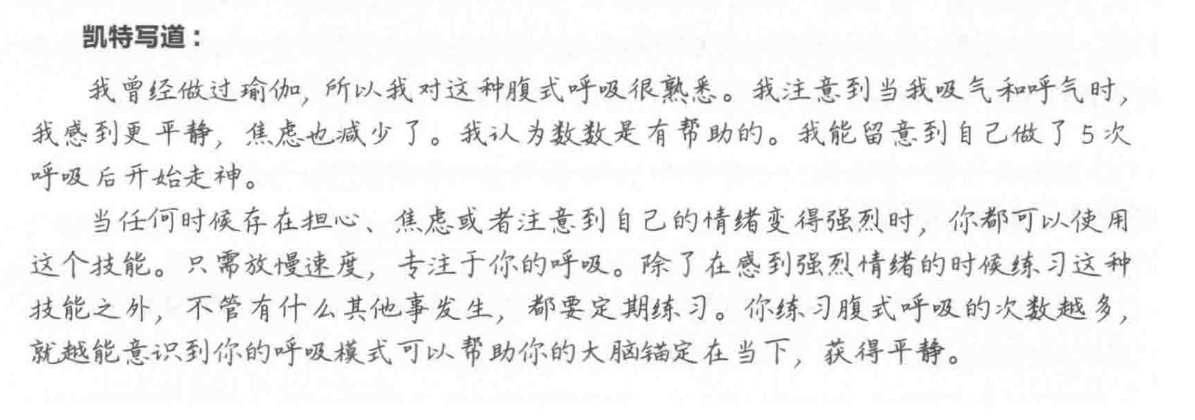 凯特写道：
我曾经做过瑜伽，所以我对这种腹式呼吸很熟悉。我注意到当我吸气和呼气时，
我感到更平静，焦虑也减少了。我认为数数是有帮助的。我能留意到自己做了5次
呼吸后开始走神。
当任何时候存在担心、焦虑或者注意到自己的情绪变得强烈时，你都可以使用
这个技能。只需放慢速度，专注于你的呼吸。除了在感到强烈情绪的时候练习这种
技能之外，不管有什么其他事发生，都要定期练习。你练习腹式呼吸的次数越多，
就越能意识到你的呼吸模式可以帮助你的大脑锚定在当下，获得平静。